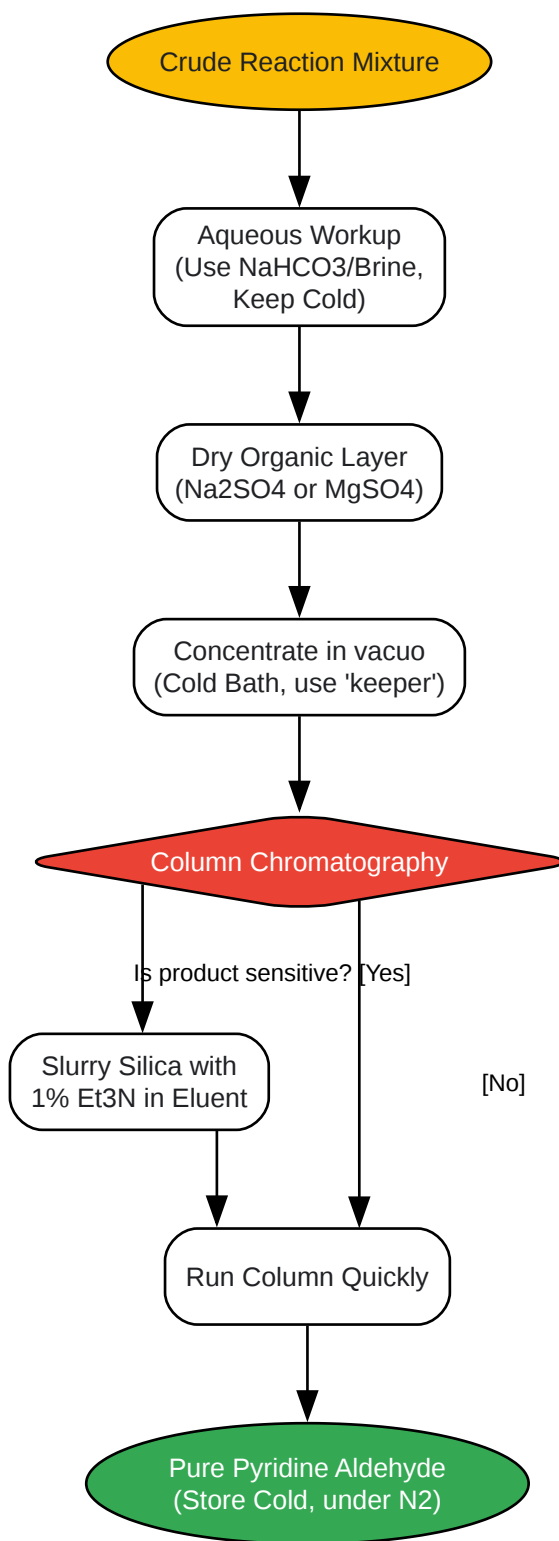 Crude Reaction Mixture
Aqueous Workup
(Use NaHCO3/Brine,
Keep Cold)
Dry Organic Layer
(Na2SO4 or MgSO4)
Concentrate in vacuo
(Cold Bath, use 'keeper')
Column Chromatography
Is product sensitive? [Yes]
Slurry Silica with
1% Et3N in Eluent
[No]
Run Column Quickly
Pure Pyridine Aldehyde
(Store Cold, under N2)